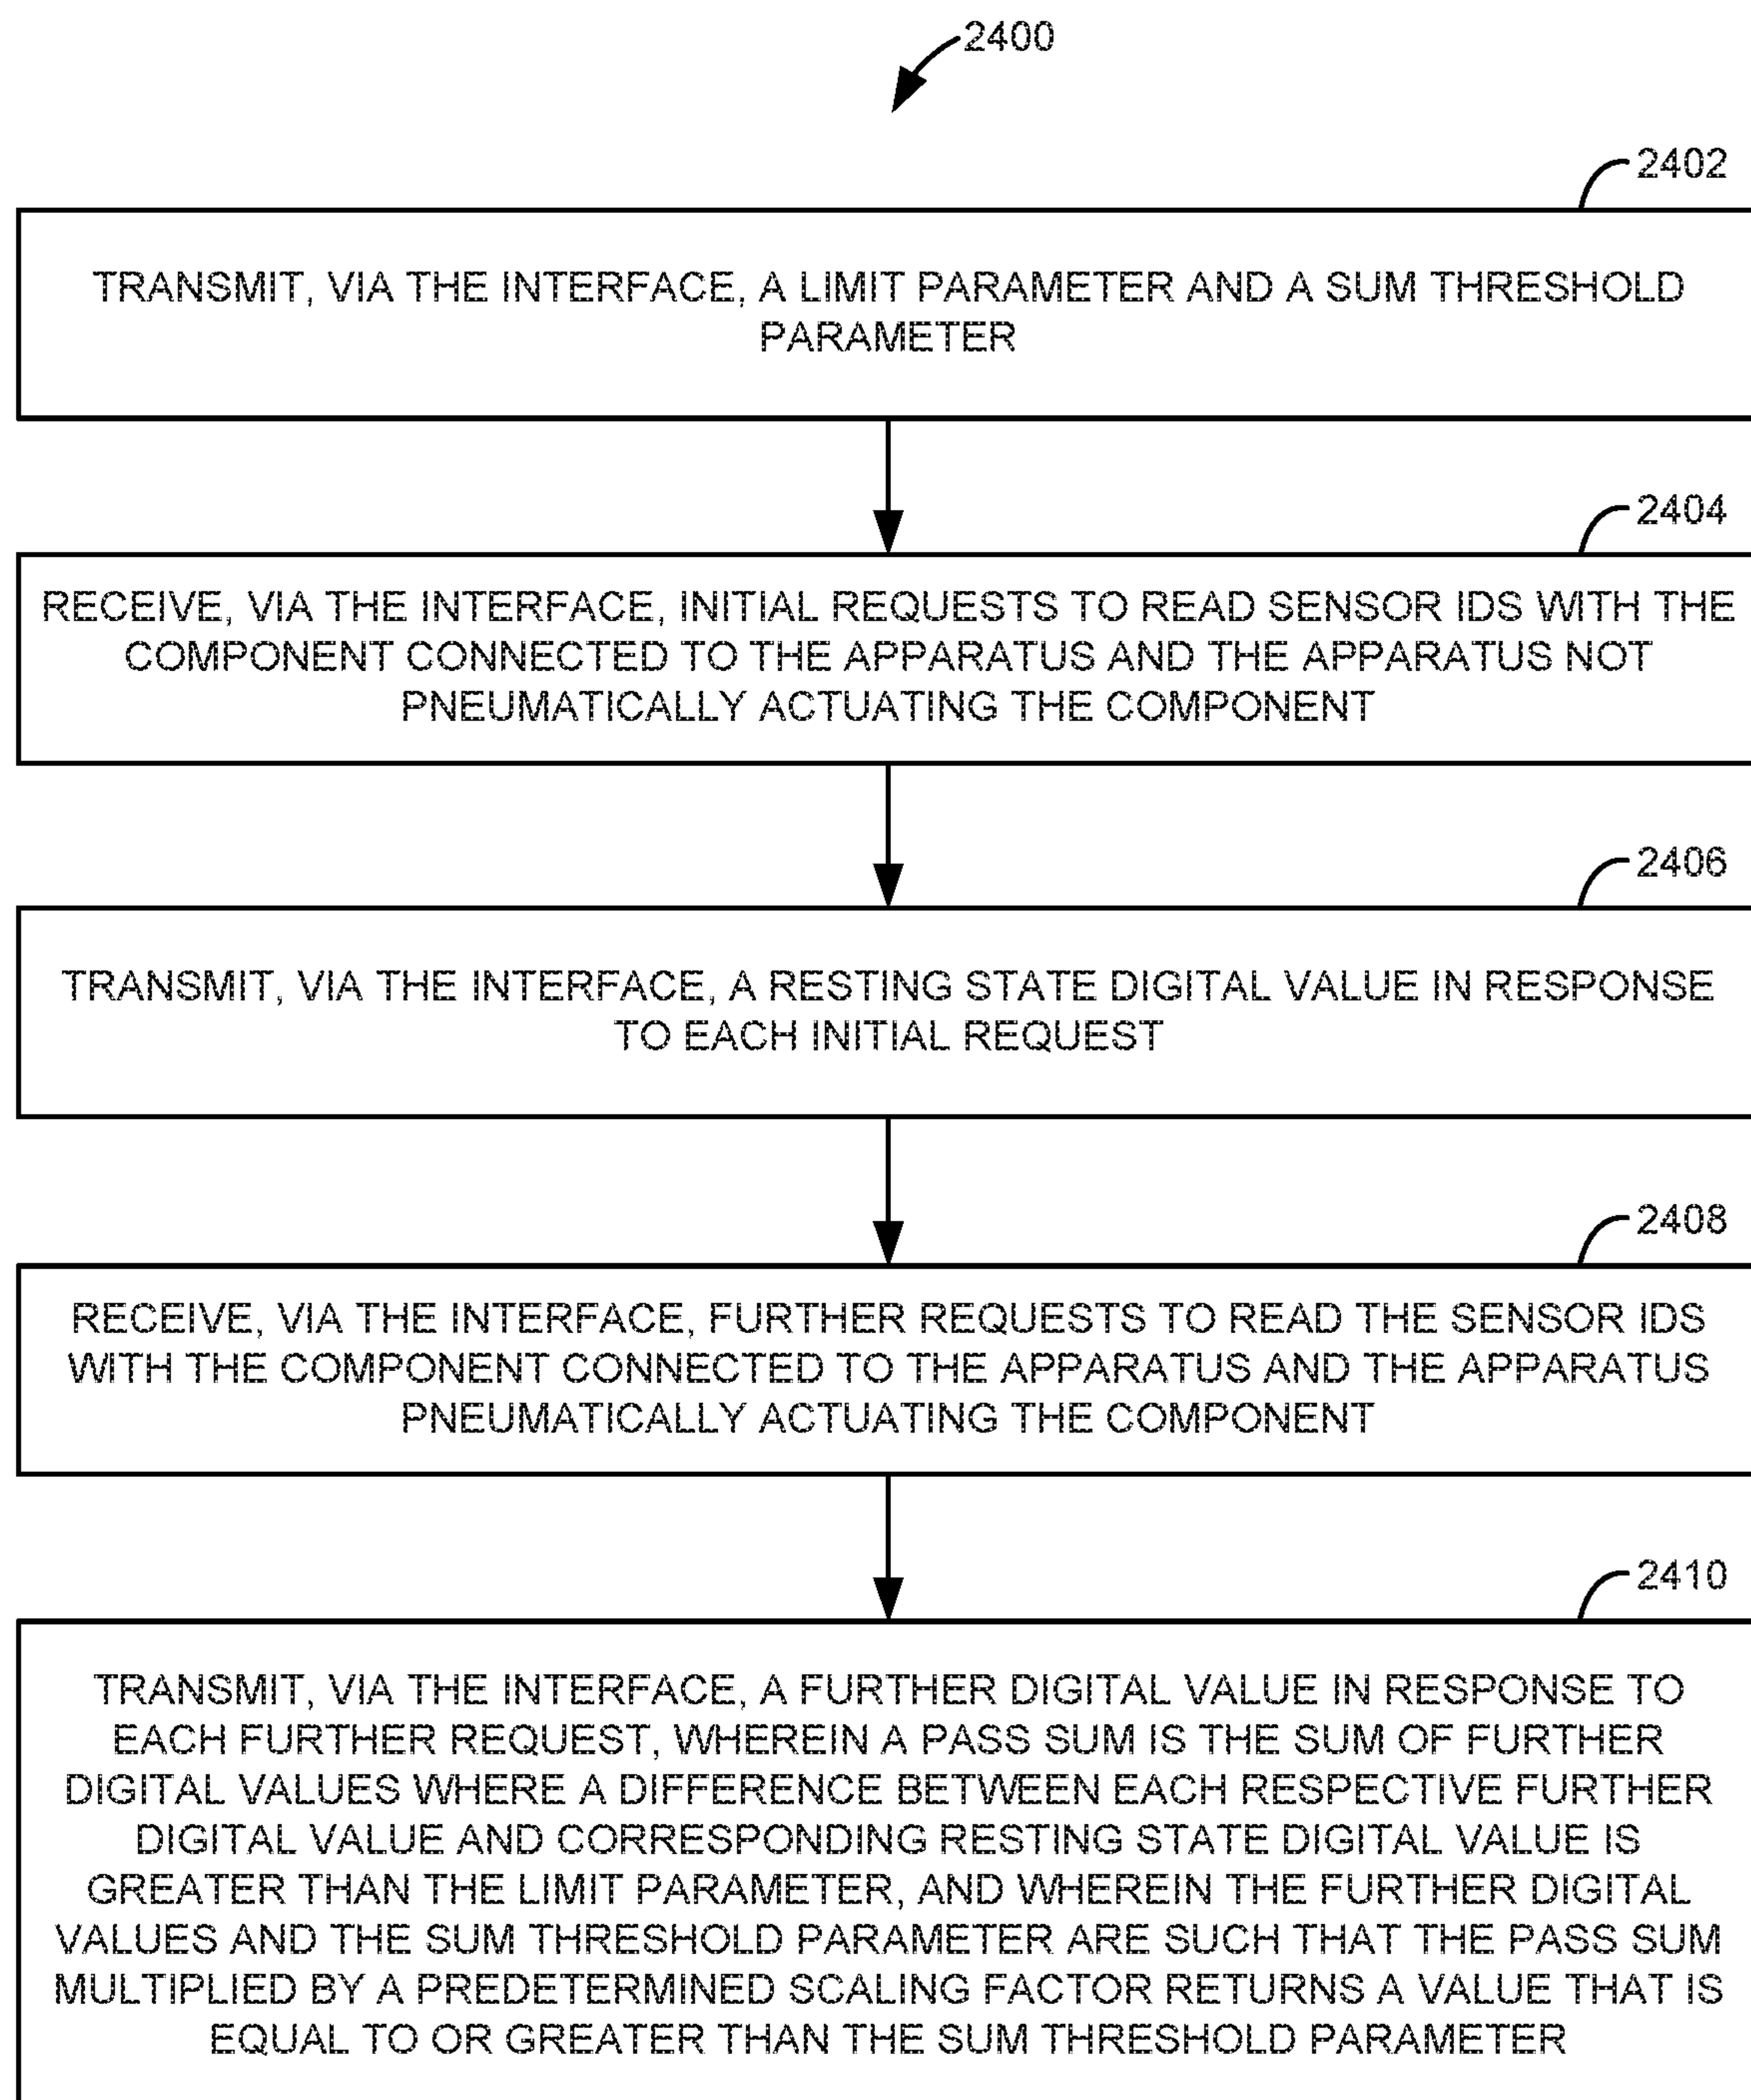 2400
2402
TRANSMIT, VIA THE INTERFACE, A LIMIT PARAMETER AND A SUM THRESHOLD
PARAMETER
2404
RECEIVE, VIA THE INTERFACE, INITIAL REQUESTS TO READ SENSOR IDS WITH THE
COMPONENT CONNECTED TO THE APPARATUS AND THE APPARATUS NOT
PNEUMATICALLY ACTUATING THE COMPONENT
2406
TRANSMIT, VIA THE INTERFACE, A RESTING STATE DIGITAL VALUE IN RESPONSE
TO EACH INITIAL REQUEST
2408
RECEIVE, VIA THE INTERFACE, FURTHER REQUESTS TO READ THE SENSOR IDS
WITH THE COMPONENT CONNECTED TO THE APPARATUS AND THE APPARATUS
PNEUMATICALLY ACTUATING THE COMPONENT
2410
TRANSMIT, VIA THE INTERFACE, A FURTHER DIGITAL VALUE IN RESPONSE TO
EACH FURTHER REQUEST, WHEREIN A PASS SUM IS THE SUM OF FURTHER
DIGITAL VALUES WHERE A DIFFERENCE BETWEEN EACH RESPECTIVE FURTHER
DIGITAL VALUE AND CORRESPONDING RESTING STATE DIGITAL VALUE IS
GREATER THAN THE LIMIT PARAMETER, AND WHEREIN THE FURTHER DIGITAL
VALUES AND THE SUM THRESHOLD PARAMETER ARE SUCH THAT THE PASS SUM
MULTIPLIED BY A PREDETERMINED SCALING FACTOR RETURNS A VALUE THAT IS
EQUAL TO OR GREATER THAN THE SUM THRESHOLD PARAMETER